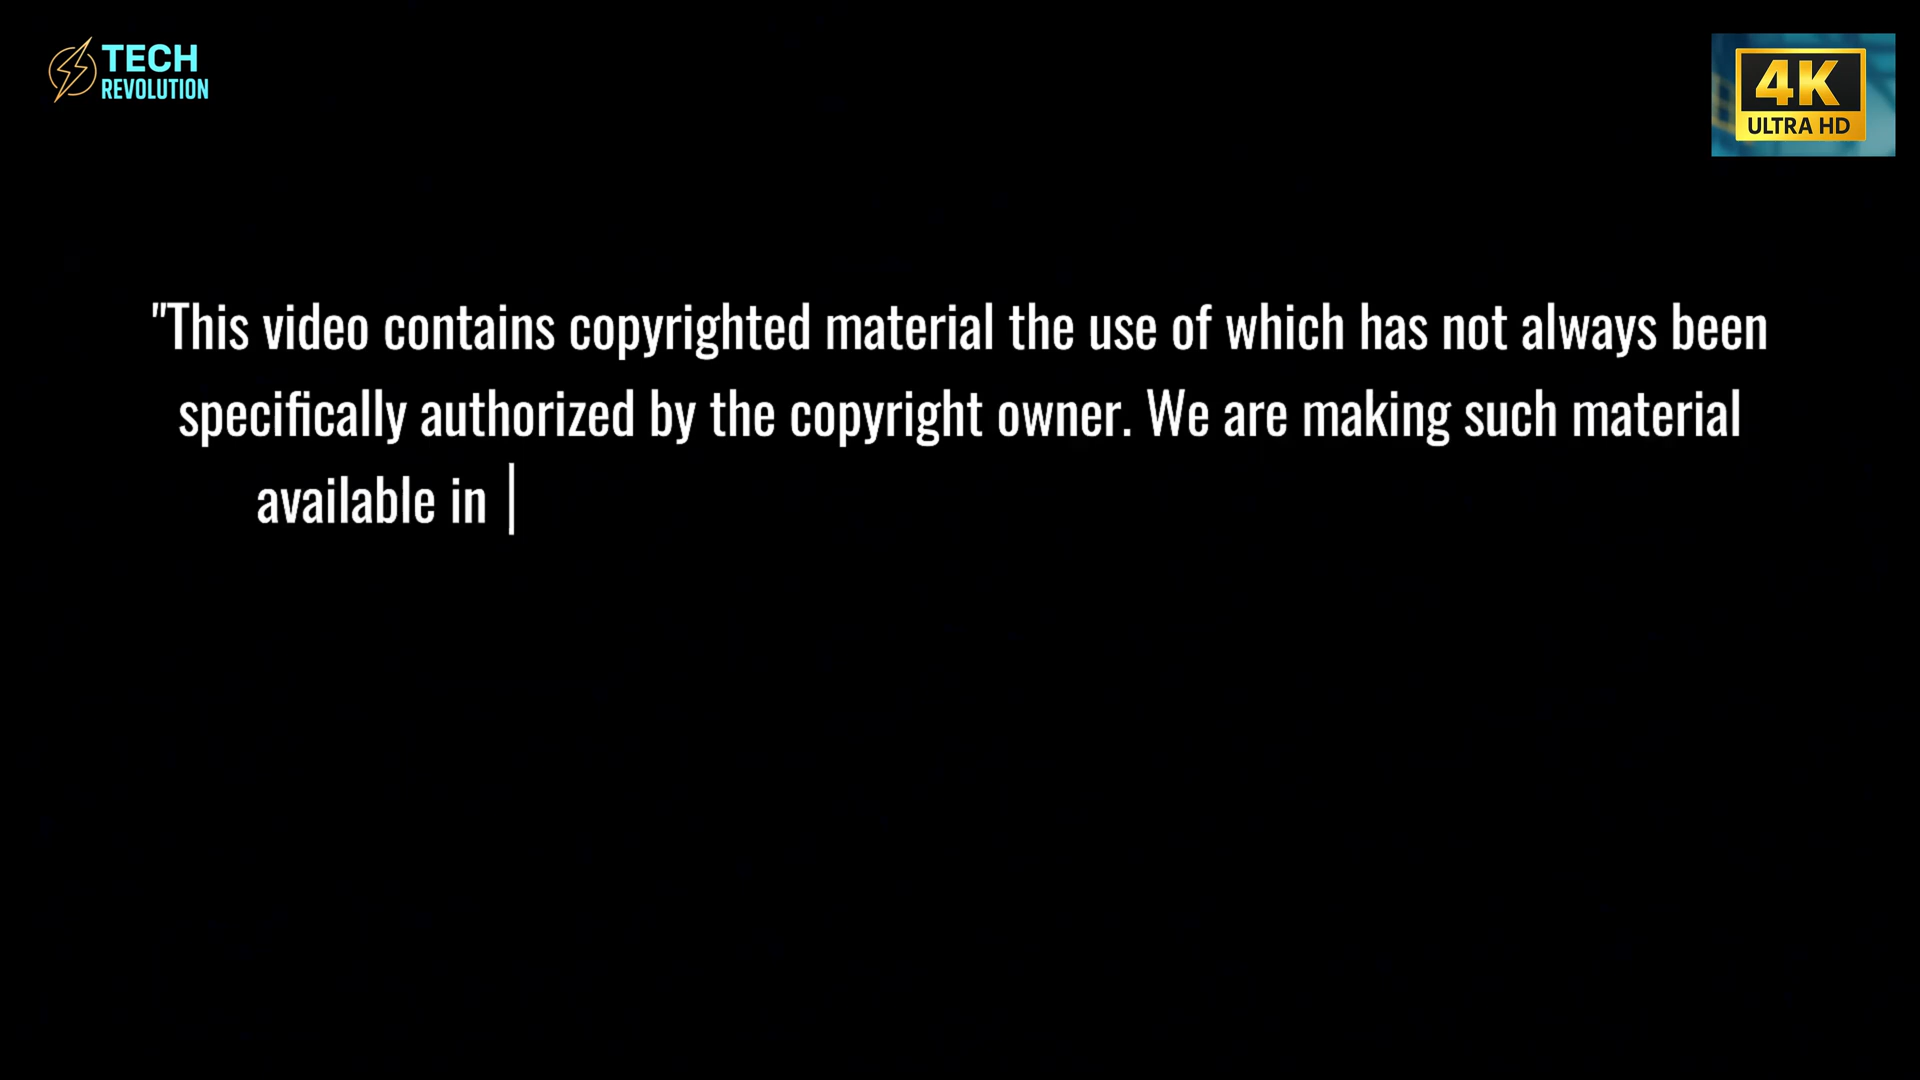 TECH
REVOLUTION
4K
ULTRA HD
"This video contains copyrighted material the use of which has not always been
specifically authorized by the copyright owner. We are making such material
available in